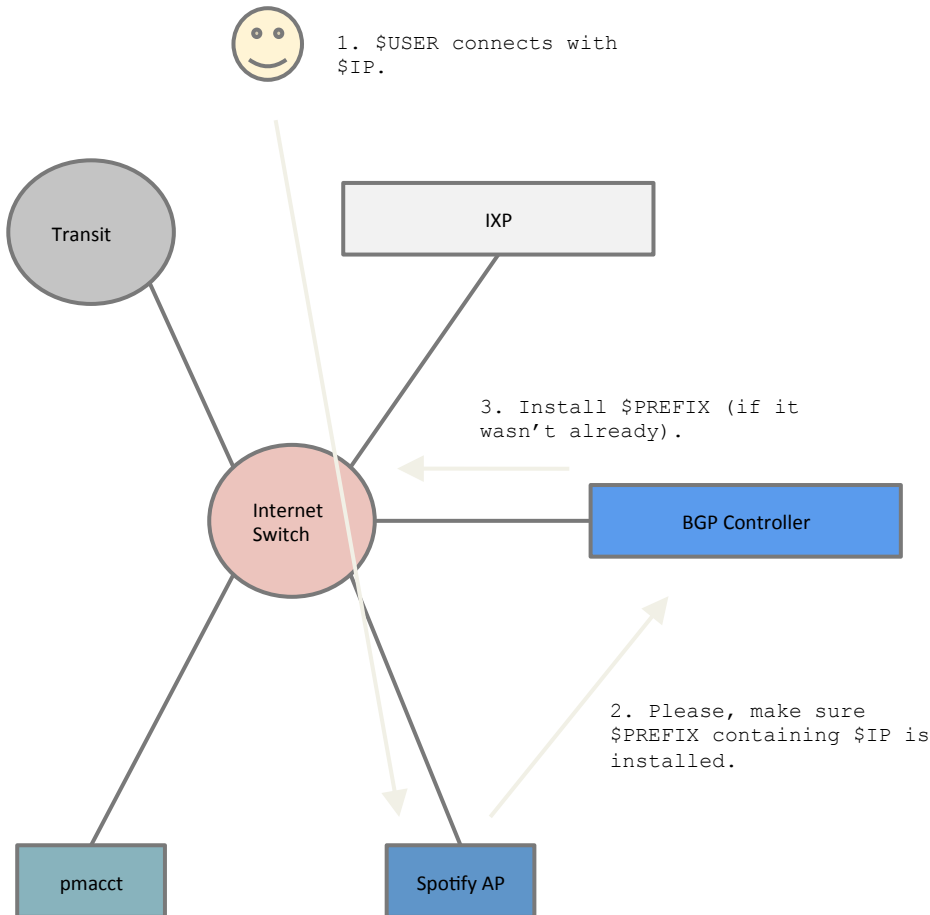 1. $USER connects with
$IP.
Transit
IXP
3. Install $PREFIX (if it
wasn’t already).
Internet
Switch
BGP Controller
2. Please, make sure
$PREFIX containing $IP is
installed.
pmacct
Spotify AP